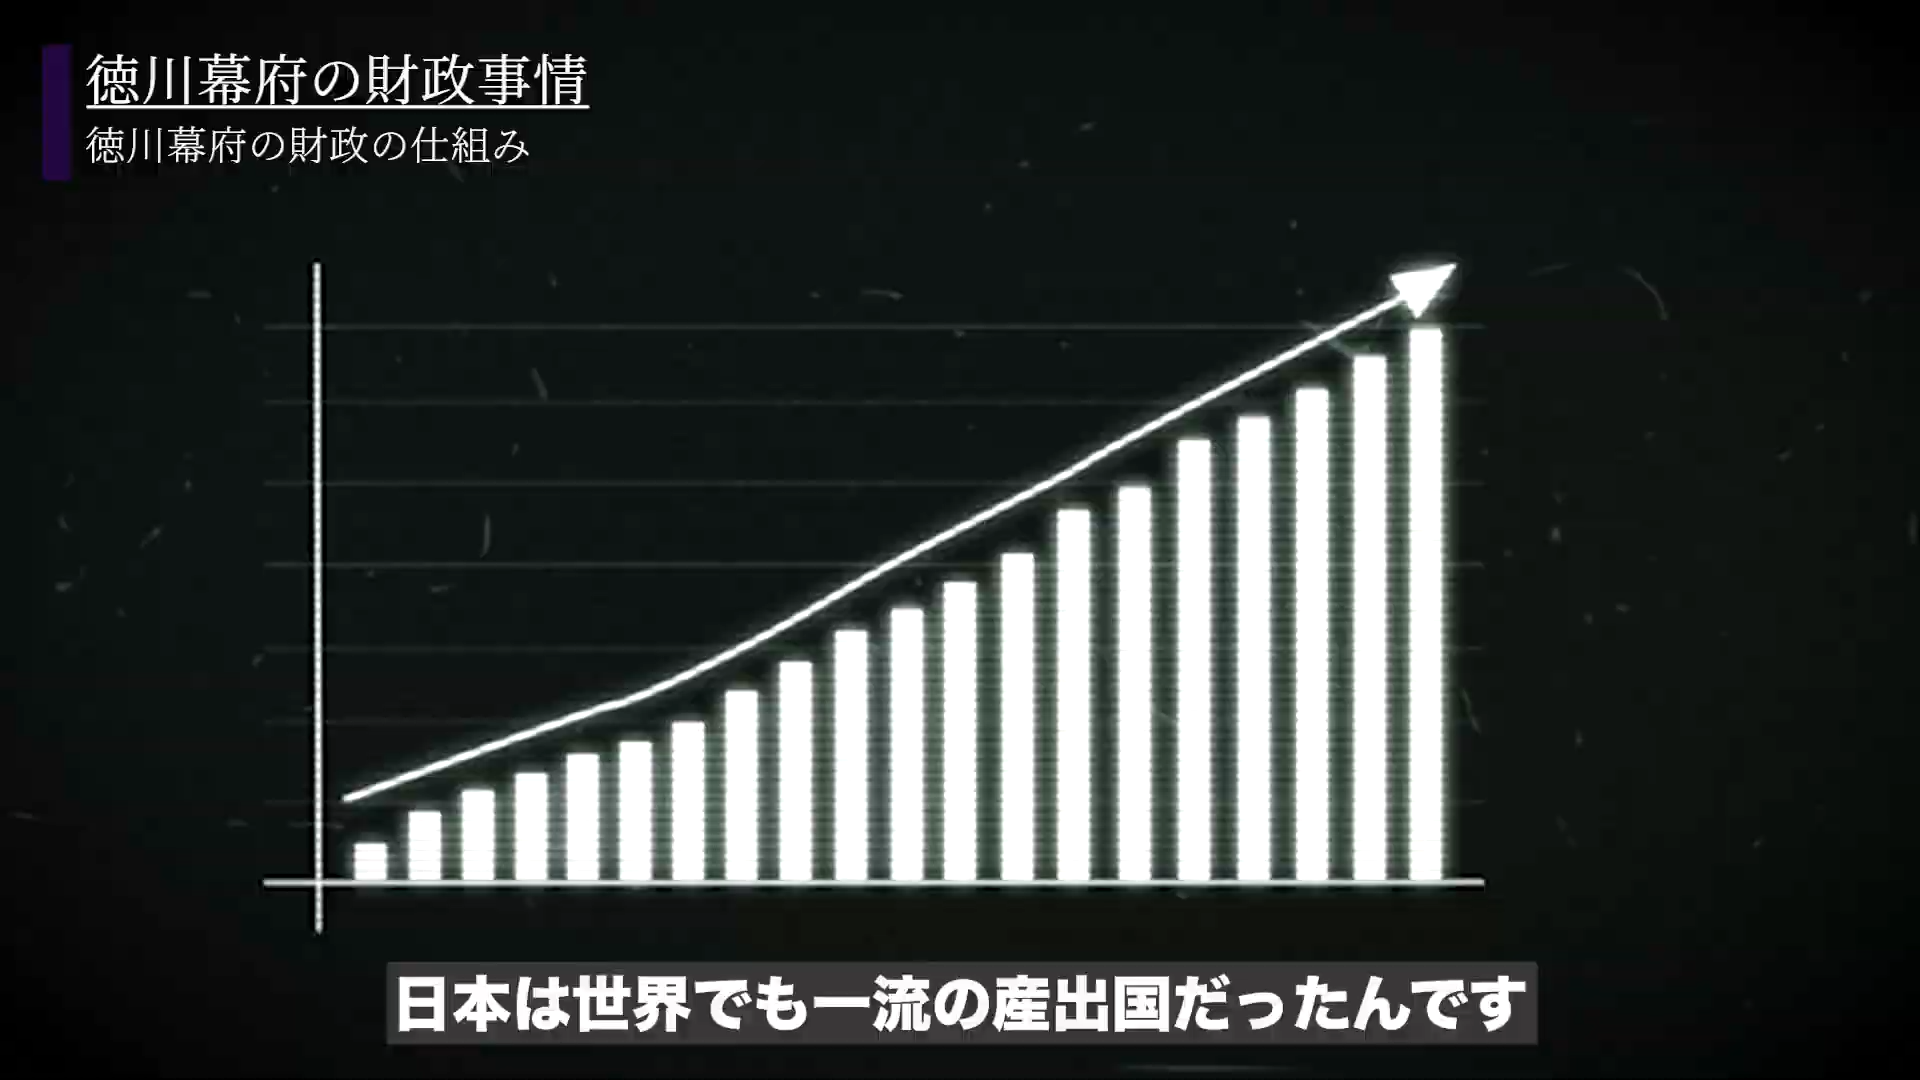 徳川幕府の財政事情
徳川幕府の財政の仕組み
日本は世界でも一流の産出国だったんです